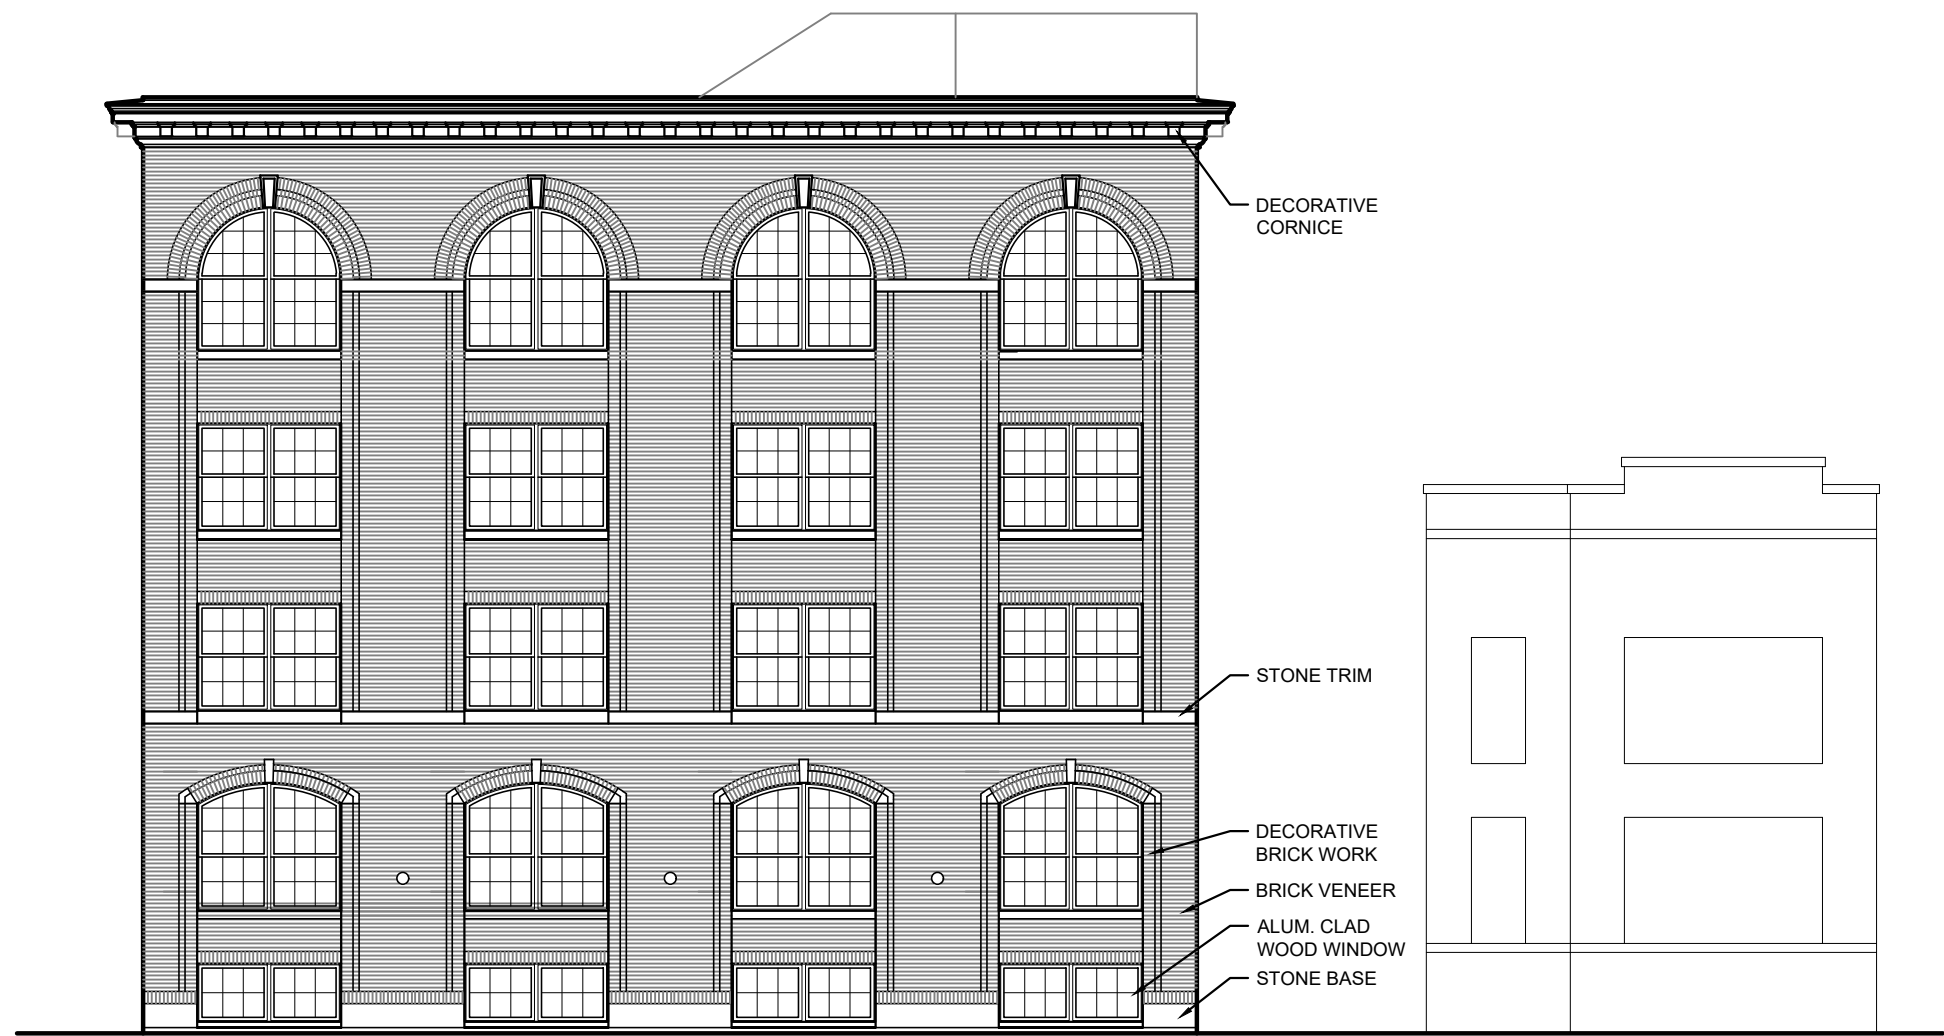 DECORATIVE
CORNICE
STONE TRIM
DECORATIVE
BRICK WORK
BRICK VENEER
ALUM. CLAD
WOOD WINDOW
STONE BASE